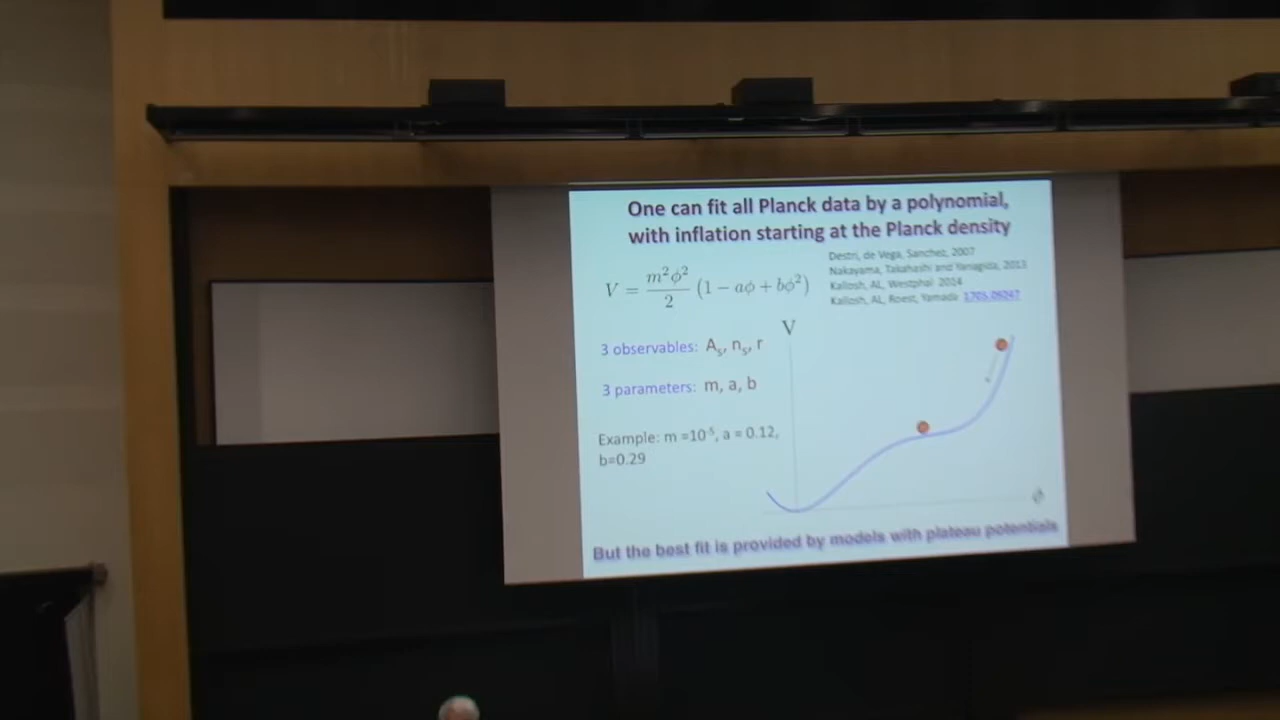 One can fit all Planck data by a polynomial,
with inflation starting at the Planck density
Destri, de Vega, Sanchez, 2007
Nakayama, Takahashi and Yanagida, 2013
Kallosh, AL, Westphal 2014
Kallosh, AL, Roest, Yamada 1705.09247
V = m²φ²/2 (1 − aφ + bφ²)
V
3 observables: Aₛ, nₛ, r
3 parameters: m, a, b
Example: m =10⁻⁵, a = 0.12,
b=0.29
Φ
But the best fit is provided by models with plateau potentials